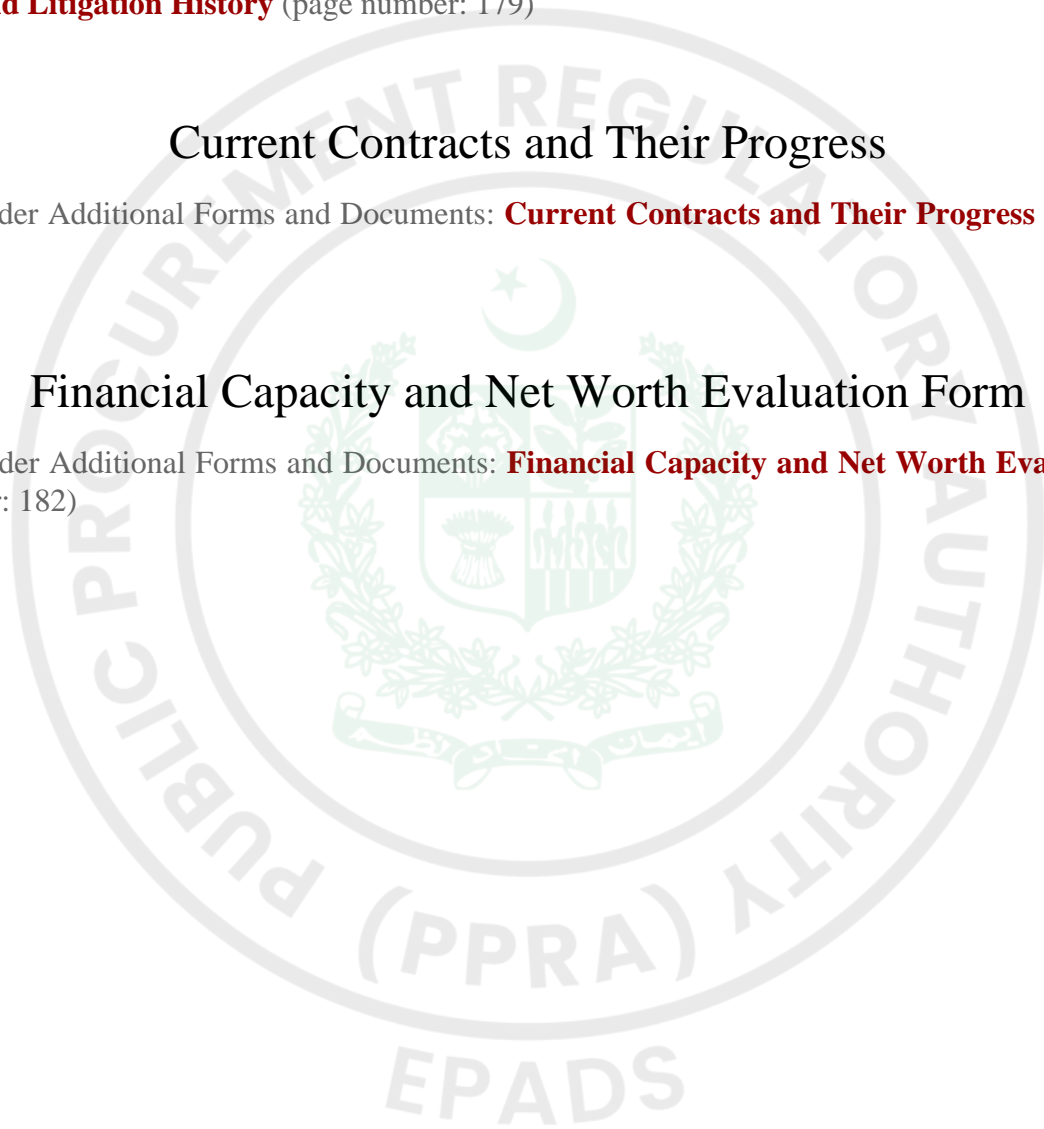 d Litigation History (page number: 179)
Current Contracts and Their Progress
der Additional Forms and Documents: Current Contracts and Their Progress
Financial Capacity and Net Worth Evaluation Form
der Additional Forms and Documents: Financial Capacity and Net Worth Eva
: 182)
PUBLIC PROCUREMENT REGULATORY AUTHORITY
(PPRA)
EPADS